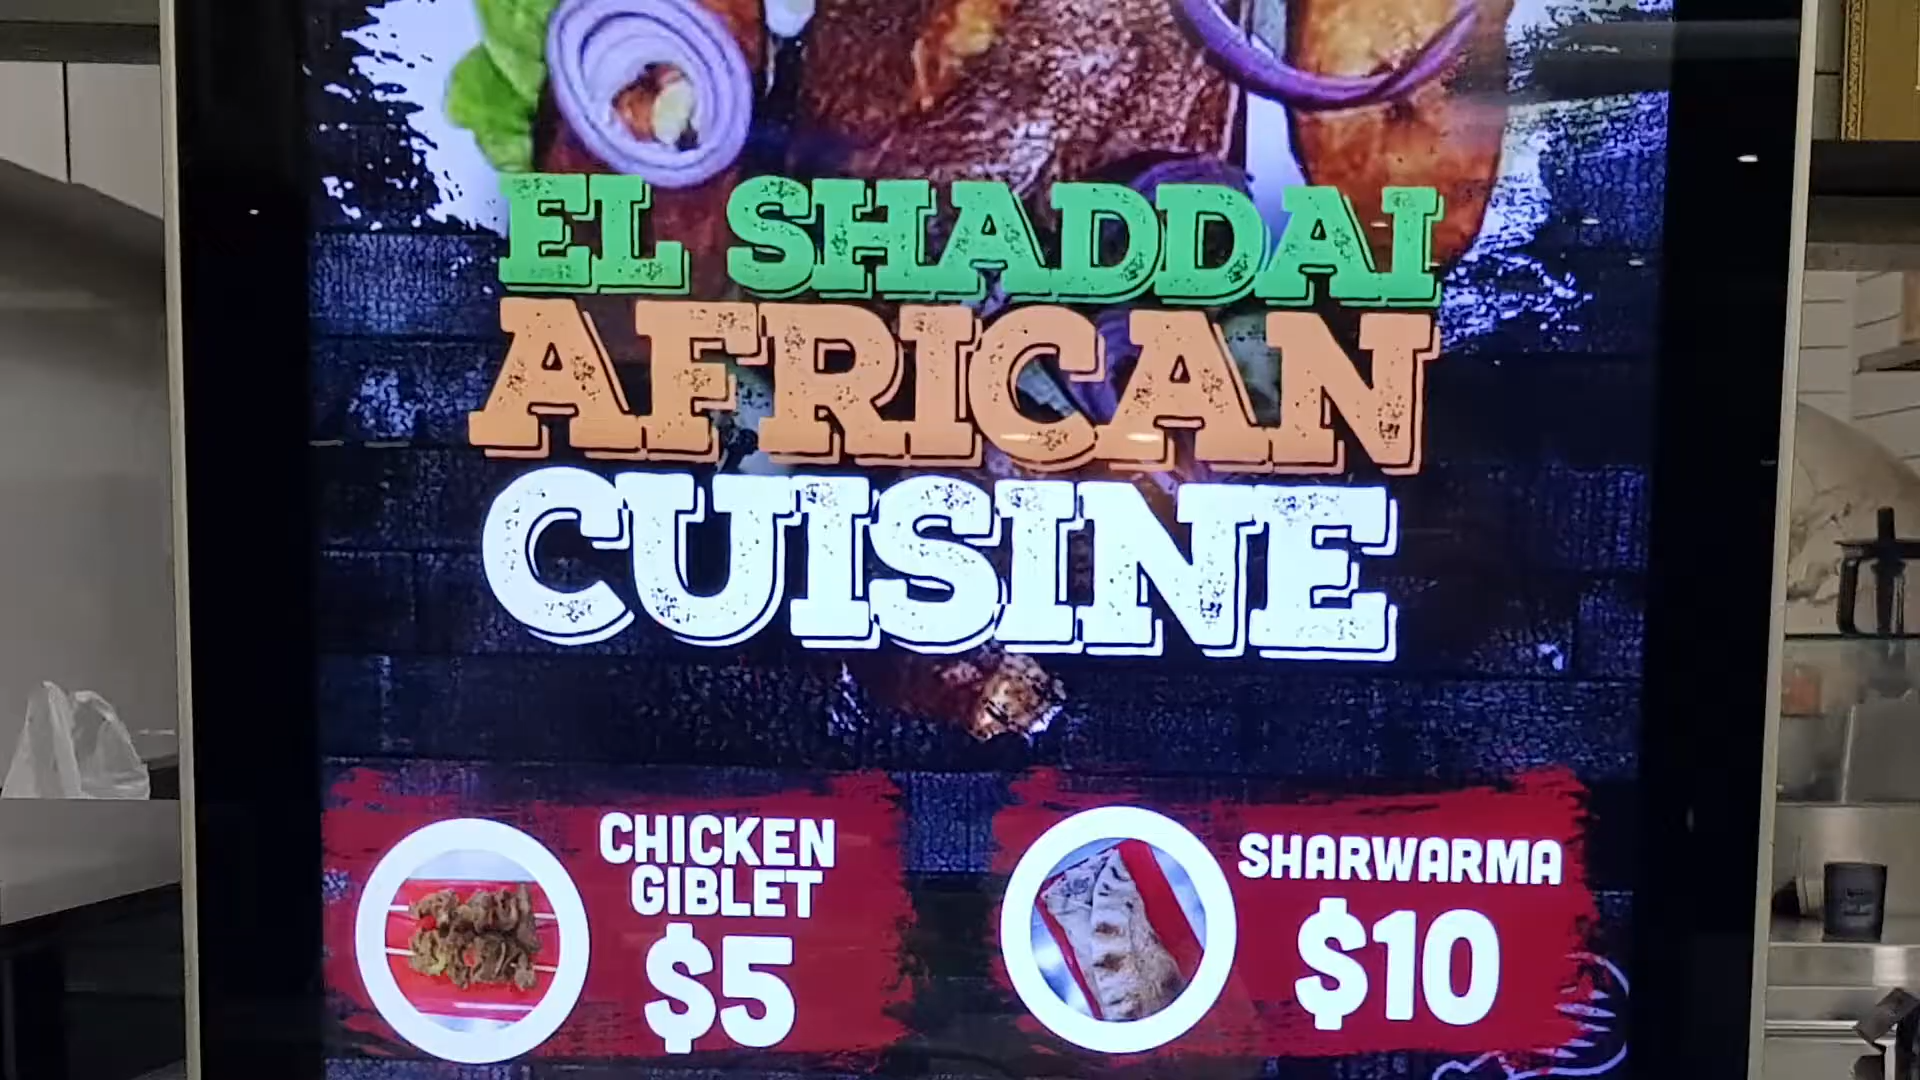 EL SHADDAI
AFRICAN
CUISINE
CHICKEN
GIBLET
$5
SHARWARMA
$10